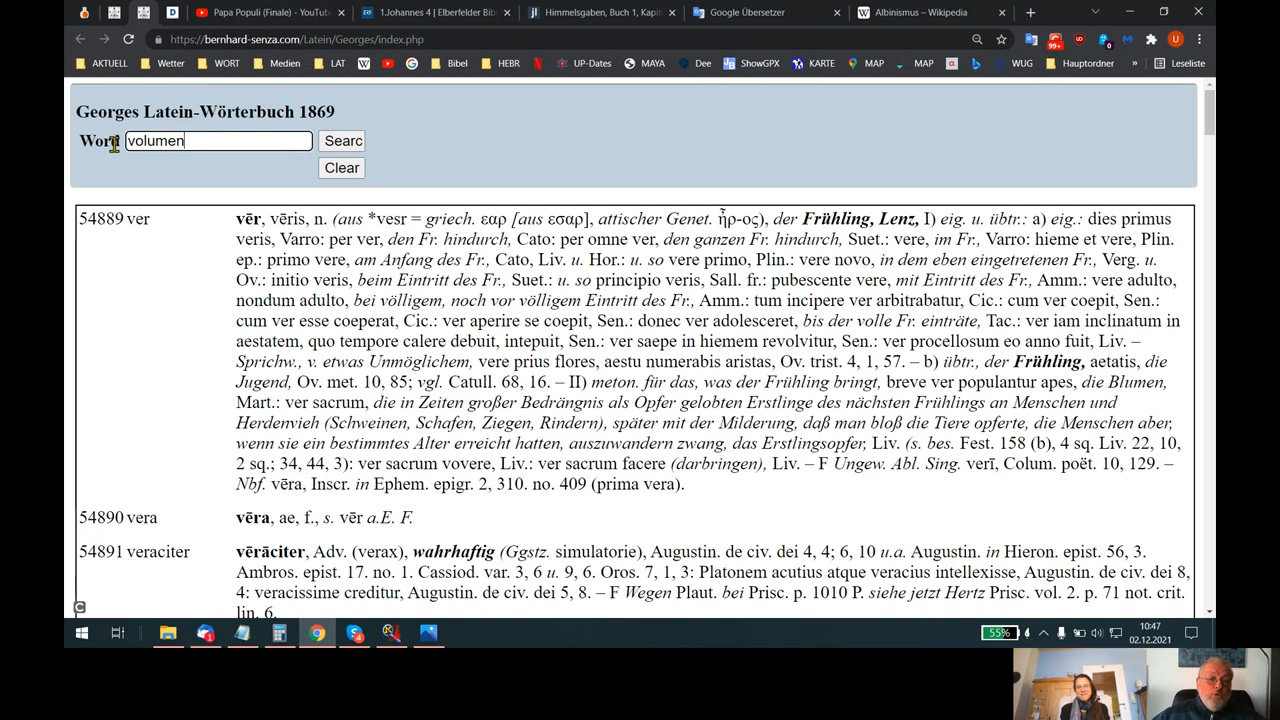 Papa Populi (Finale) - YouTub
1.Johannes 4 | Elberfelder Bib
Himmelsgaben, Buch 1, Kapit
Google Übersetzer
Albinismus – Wikipedia
https://bernhard-senza.com/Latein/Georges/index.php
99+
0
U
AKTUELL
Wetter
WORT
Medien
LAT
Bibel
HEBR
UP-Dates
MAYA
Dee
ShowGPX
KARTE
MAP
MAP
WUG
Hauptordner
»
Leseliste
Georges Latein-Wörterbuch 1869
Word volumen Searc
Clear
54889 ver vēr, vēris, n. (aus *vesr = griech. εαρ [aus εσαρ], attischer Genet. ἦρ-ος), der Frühling, Lenz, I) eig. u. übtr.: a) eig.: dies primus
veris, Varro: per ver, den Fr. hindurch, Cato: per omne ver, den ganzen Fr. hindurch, Suet.: vere, im Fr., Varro: hieme et vere, Plin.
ep.: primo vere, am Anfang des Fr., Cato, Liv. u. Hor.: u. so vere primo, Plin.: vere novo, in dem eben eingetretenen Fr., Verg. u.
Ov.: initio veris, beim Eintritt des Fr., Suet.: u. so principio veris, Sall. fr.: pubescente vere, mit Eintritt des Fr., Amm.: vere adulto,
nondum adulto, bei völligem, noch vor völligem Eintritt des Fr., Amm.: tum incipere ver arbitrabatur, Cic.: cum ver coepit, Sen.:
cum ver esse coeperat, Cic.: ver aperire se coepit, Sen.: donec ver adolesceret, bis der volle Fr. einträte, Tac.: ver iam inclinatum in
aestatem, quo tempore calere debuit, intepuit, Sen.: ver saepe in hiemem revolvitur, Sen.: ver procellosum eo anno fuit, Liv. –
Sprichw., v. etwas Unmöglichem, vere prius flores, aestu numerabis aristas, Ov. trist. 4, 1, 57. – b) übtr., der Frühling, aetatis, die
Jugend, Ov. met. 10, 85; vgl. Catull. 68, 16. – II) meton. für das, was der Frühling bringt, breve ver populantur apes, die Blumen,
Mart.: ver sacrum, die in Zeiten großer Bedrängnis als Opfer gelobten Erstlinge des nächsten Frühlings an Menschen und
Herdenvieh (Schweinen, Schafen, Ziegen, Rindern), später mit der Milderung, daß man bloß die Tiere opferte, die Menschen aber,
wenn sie ein bestimmtes Alter erreicht hatten, auszuwandern zwang, das Erstlingsopfer, Liv. (s. bes. Fest. 158 (b), 4 sq. Liv. 22, 10,
2 sq.; 34, 44, 3): ver sacrum vovere, Liv.: ver sacrum facere (darbringen), Liv. – F Ungew. Abl. Sing. verī, Colum. poët. 10, 129. –
Nbf. vēra, Inscr. in Ephem. epigr. 2, 310. no. 409 (prima vera).
54890 vera vēra, ae, f., s. vēr a.E. F.
54891 veraciter vērāciter, Adv. (verax), wahrhaftig (Ggstz. simulatorie), Augustin. de civ. dei 4, 4; 6, 10 u.a. Augustin. in Hieron. epist. 56, 3.
Ambros. epist. 17. no. 1. Cassiod. var. 3, 6 u. 9, 6. Oros. 7, 1, 3: Platonem acutius atque veracius intellexisse, Augustin. de civ. dei 8,
4: veracissime creditur, Augustin. de civ. dei 5, 8. – F Wegen Plaut. bei Prisc. p. 1010 P. siehe jetzt Hertz Prisc. vol. 2. p. 71 not. crit.
lin. 6.
55%
10:47
02.12.2021